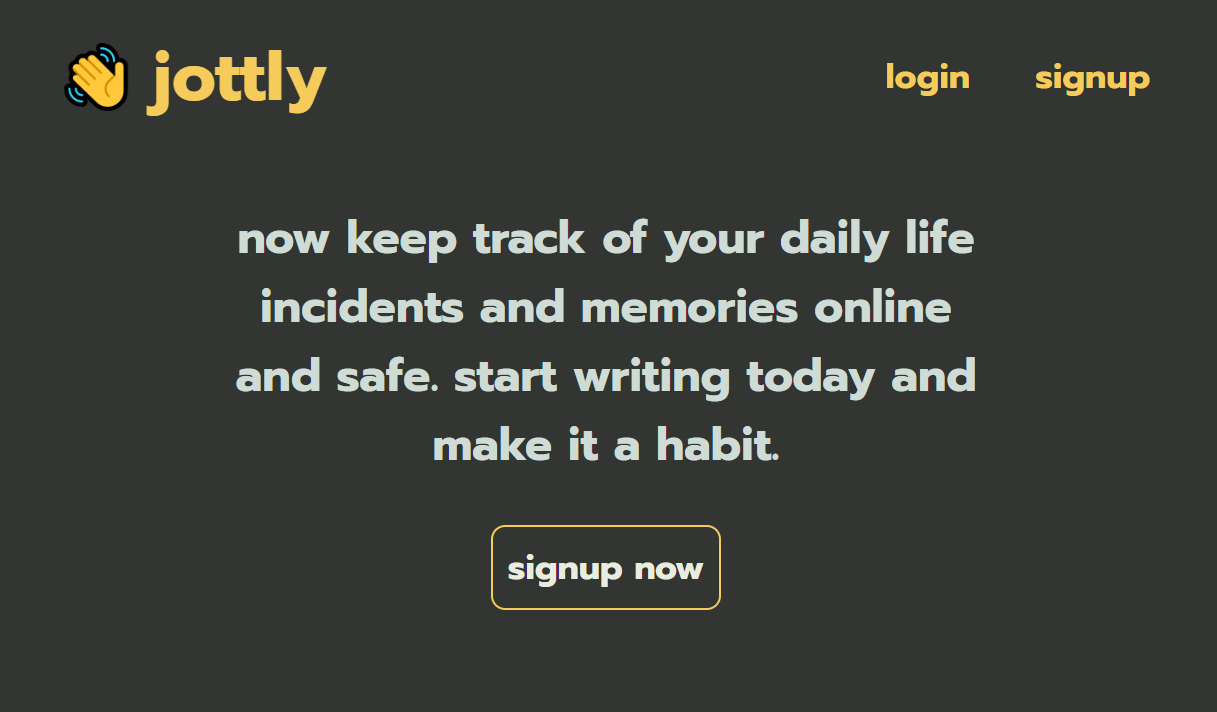 jottly
login signup
now keep track of your daily life
incidents and memories online
and safe. start writing today and
make it a habit.
signup now